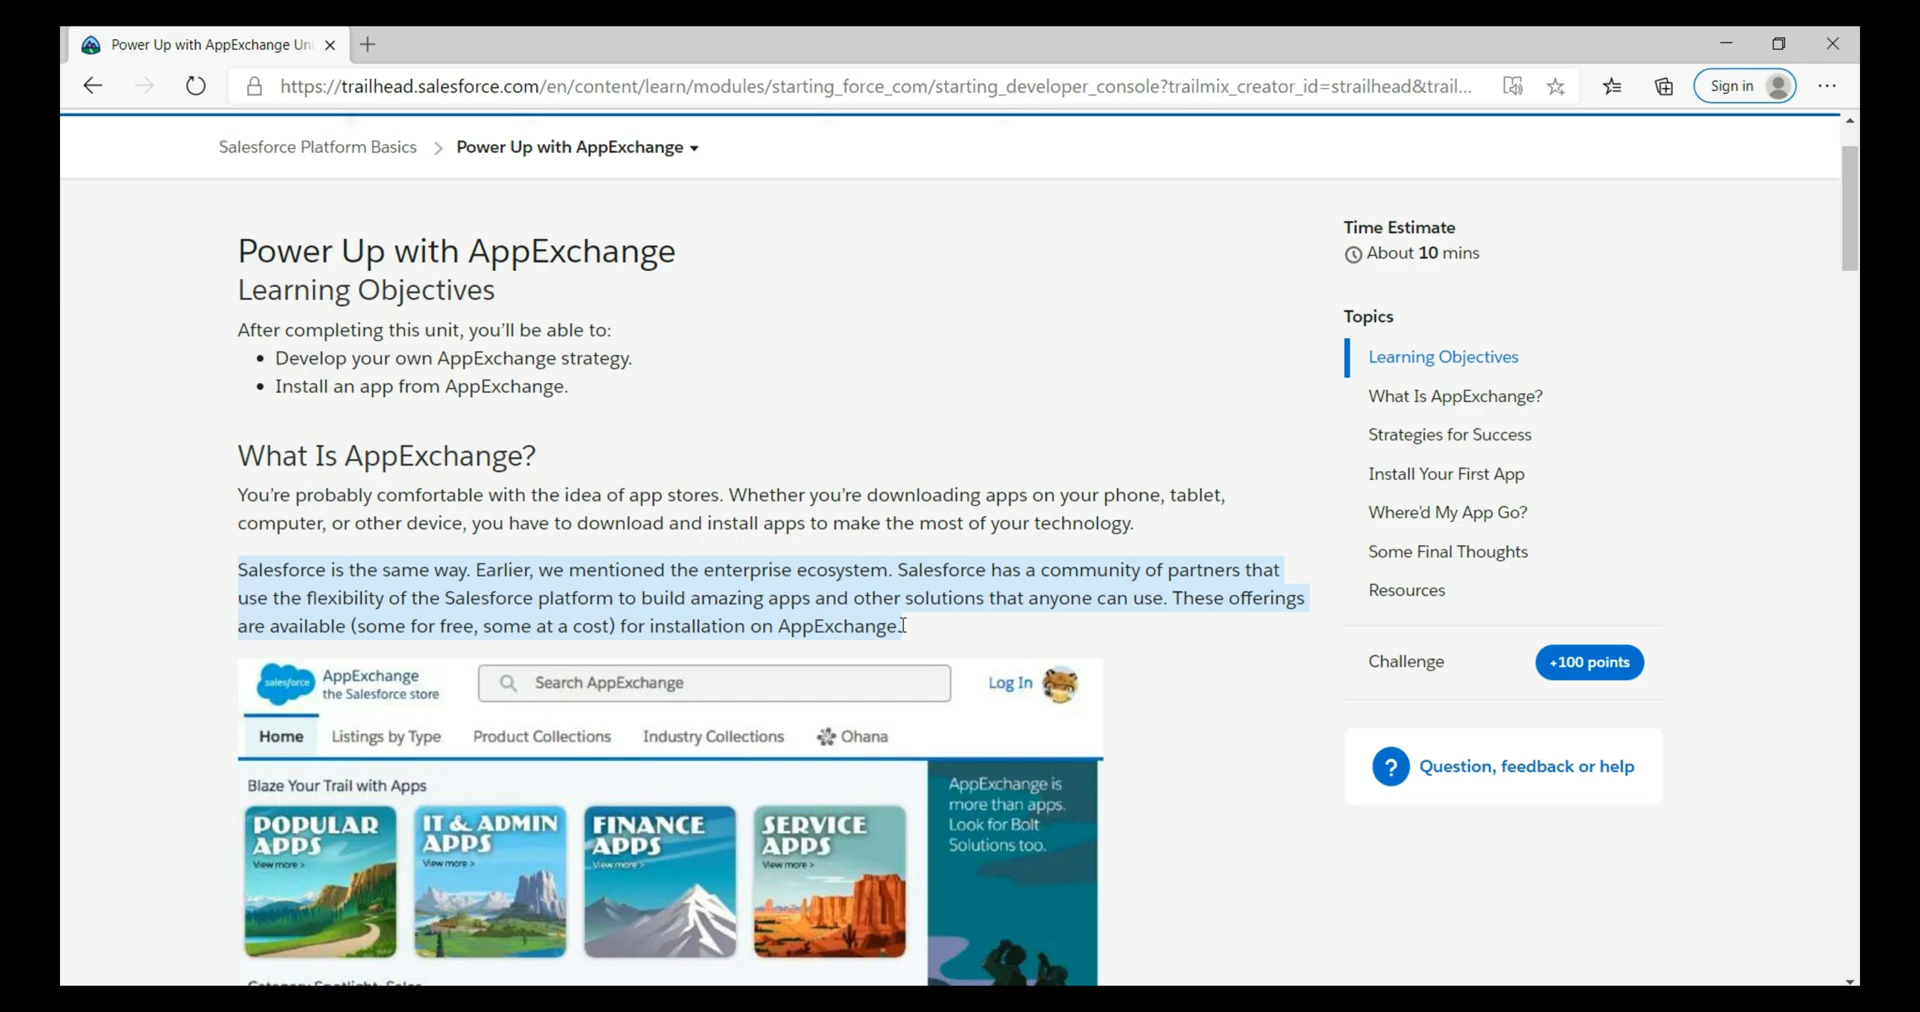 Power Up with AppExchange Uni
https://trailhead.salesforce.com/en/content/learn/modules/starting_force_com/starting_developer_console?trailmix_creator_id=strailhead&trail...
Sign in
Salesforce Platform Basics
Power Up with AppExchange
Power Up with AppExchange
Learning Objectives
After completing this unit, you'll be able to:
• Develop your own AppExchange strategy.
• Install an app from AppExchange.
What Is AppExchange?
You're probably comfortable with the idea of app stores. Whether you're downloading apps on your phone, tablet,
computer, or other device, you have to download and install apps to make the most of your technology.
Salesforce is the same way. Earlier, we mentioned the enterprise ecosystem. Salesforce has a community of partners that
use the flexibility of the Salesforce platform to build amazing apps and other solutions that anyone can use. These offerings
are available (some for free, some at a cost) for installation on AppExchange.
salesforce
AppExchange
the Salesforce store
Search AppExchange
Log In
Home Listings by Type Product Collections Industry Collections Ohana
Blaze Your Trail with Apps
POPULAR
APPS
View more >
IT & ADMIN
APPS
View more >
FINANCE
APPS
View more >
SERVICE
APPS
View more >
AppExchange is
more than apps.
Look for Bolt
Solutions too.
Category Spotlight: Sales
Time Estimate
About 10 mins
Topics
Learning Objectives
What Is AppExchange?
Strategies for Success
Install Your First App
Where'd My App Go?
Some Final Thoughts
Resources
Challenge
+100 points
? Question, feedback or help